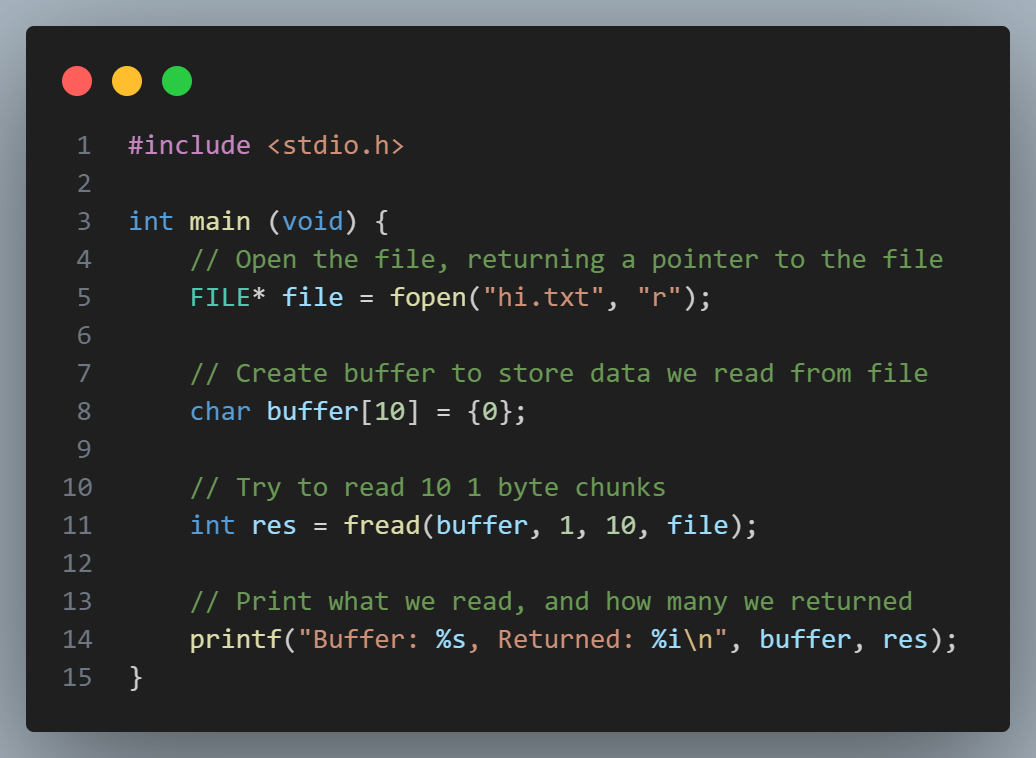 1 #include <stdio.h>
2
3 int main (void) {
4     // Open the file, returning a pointer to the file
5     FILE* file = fopen("hi.txt", "r");
6
7     // Create buffer to store data we read from file
8     char buffer[10] = {0};
9
10     // Try to read 10 1 byte chunks
11     int res = fread(buffer, 1, 10, file);
12
13     // Print what we read, and how many we returned
14     printf("Buffer: %s, Returned: %i\n", buffer, res);
15 }